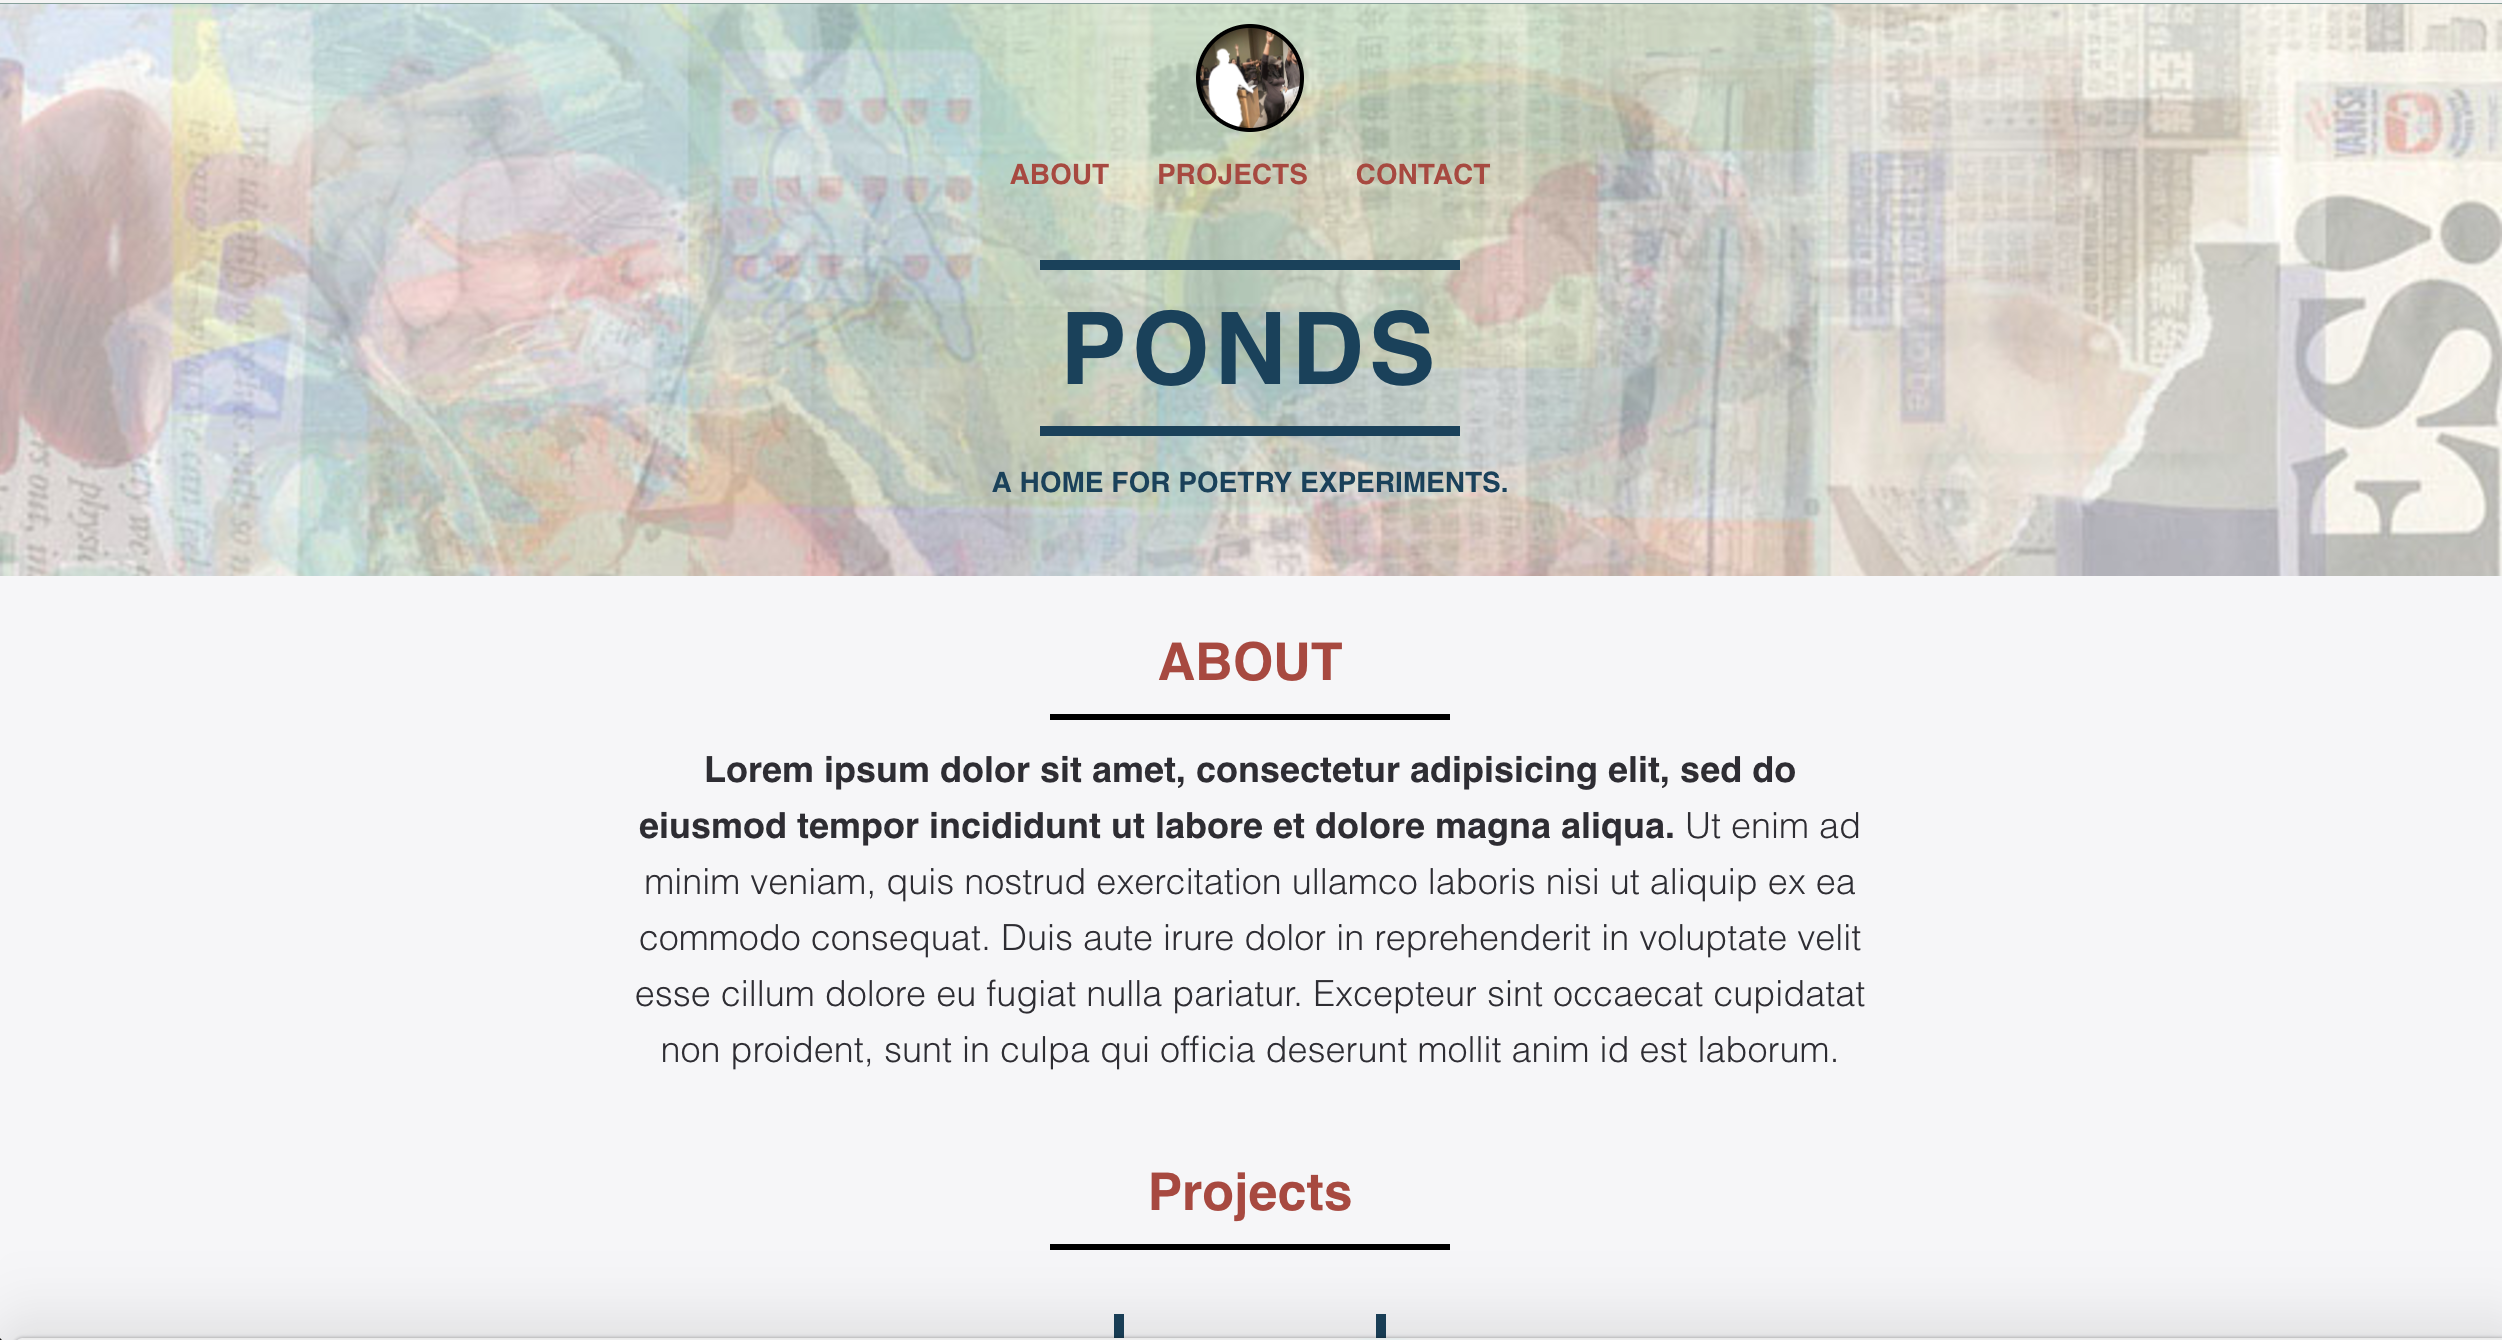 ABOUT PROJECTS CONTACT
PONDS
A HOME FOR POETRY EXPERIMENTS.
VANISH
ES!
ABOUT
Lorem ipsum dolor sit amet, consectetur adipisicing elit, sed do
eiusmod tempor incididunt ut labore et dolore magna aliqua. Ut enim ad
minim veniam, quis nostrud exercitation ullamco laboris nisi ut aliquip ex ea
commodo consequat. Duis aute irure dolor in reprehenderit in voluptate velit
esse cillum dolore eu fugiat nulla pariatur. Excepteur sint occaecat cupidatat
non proident, sunt in culpa qui officia deserunt mollit anim id est laborum.
Projects